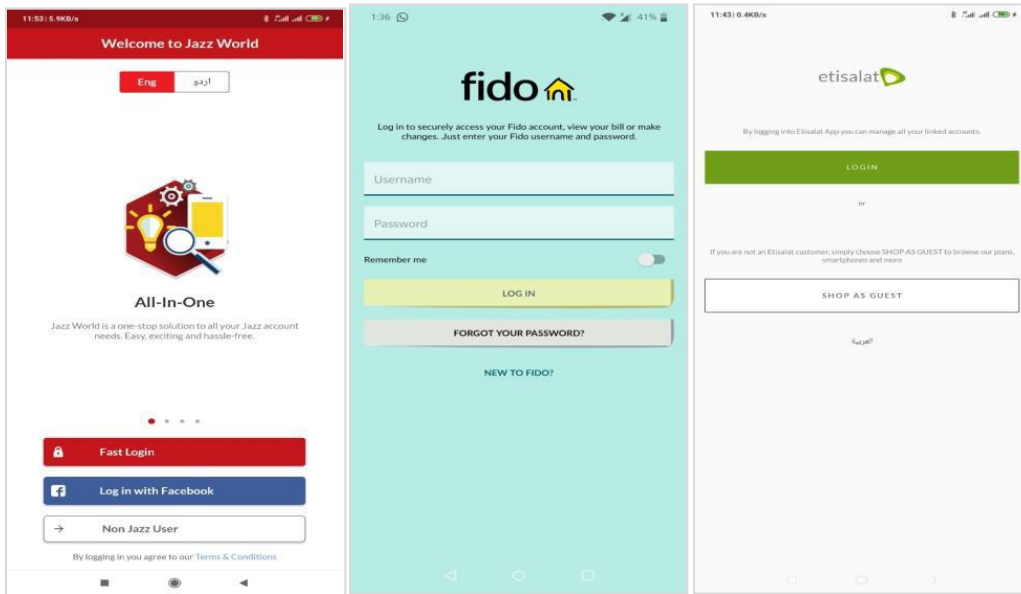 11:53 | 5.9KB/s
Welcome to Jazz World
Eng اردو
All-In-One
Jazz World is a one-stop solution to all your Jazz account
needs. Easy, exciting and hassle-free.
Fast Login
Log in with Facebook
Non Jazz User
By logging in you agree to our Terms & Conditions
1:36 41%
fido
Log in to securely access your Fido account, view your bill or make
changes. Just enter your Fido username and password.
Username
Password
Remember me
LOG IN
FORGOT YOUR PASSWORD?
NEW TO FIDO?
11:43 | 0.4KB/s
etisalat
By logging into Etisalat App you can manage all your linked accounts.
LOGIN
or
If you are not an Etisalat customer, simply choose SHOP AS GUEST to browse our plans,
smartphones and more
SHOP AS GUEST
العربية